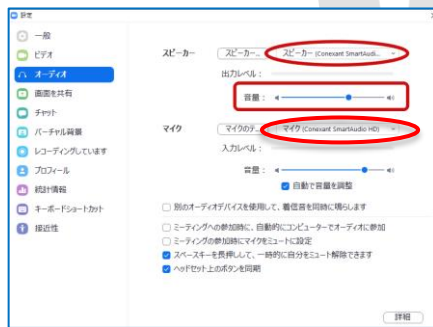 設定
一般
ビデオ
オーディオ
画面を共有
チャット
バーチャル背景
レコーディングしています
プロフィール
統計情報
キーボードショートカット
接近性
スピーカー スピーカー... スピーカー (Conexant SmartAudi...
出力レベル：
音量：
マイク マイクのテ... マイク (Conexant SmartAudio HD)
入力レベル：
音量：
自動で音量を調整
別のオーディオデバイスを使用して、着信音を同時に鳴らします
ミーティングへの参加時に、自動的にコンピューターでオーディオに参加
ミーティングの参加時にマイクをミュートに設定
スペースキーを長押しして、一時的に自分をミュート解除できます
ヘッドセット上のボタンを同期
詳細